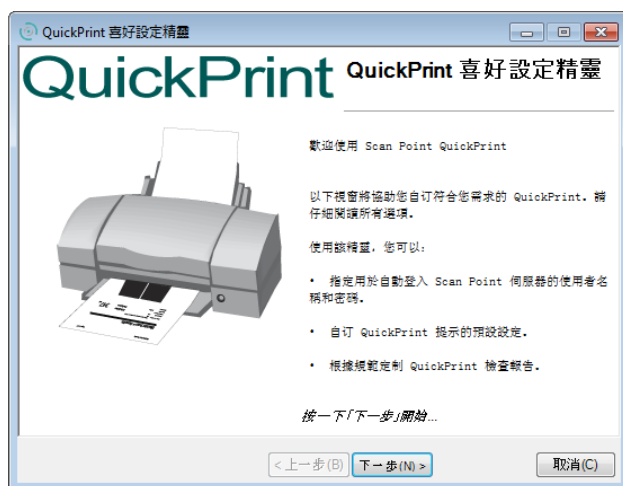 QuickPrint 喜好設定精靈
QuickPrint
QuickPrint 喜好設定精靈
歡迎使用 Scan Point QuickPrint
以下視窗將協助您自订符合您需求的 QuickPrint. 請
仔細閱讀所有選項.
使用該精靈, 您可以:
• 指定用於自動登入 Scan Point 伺服器的使用者名
稱和密碼.
• 自订 QuickPrint 提示的預設設定.
• 根據規範定制 QuickPrint 檢查報告.
按一下「下一步」開始...
< 上一步(B)
下一步(N) >
取消(C)